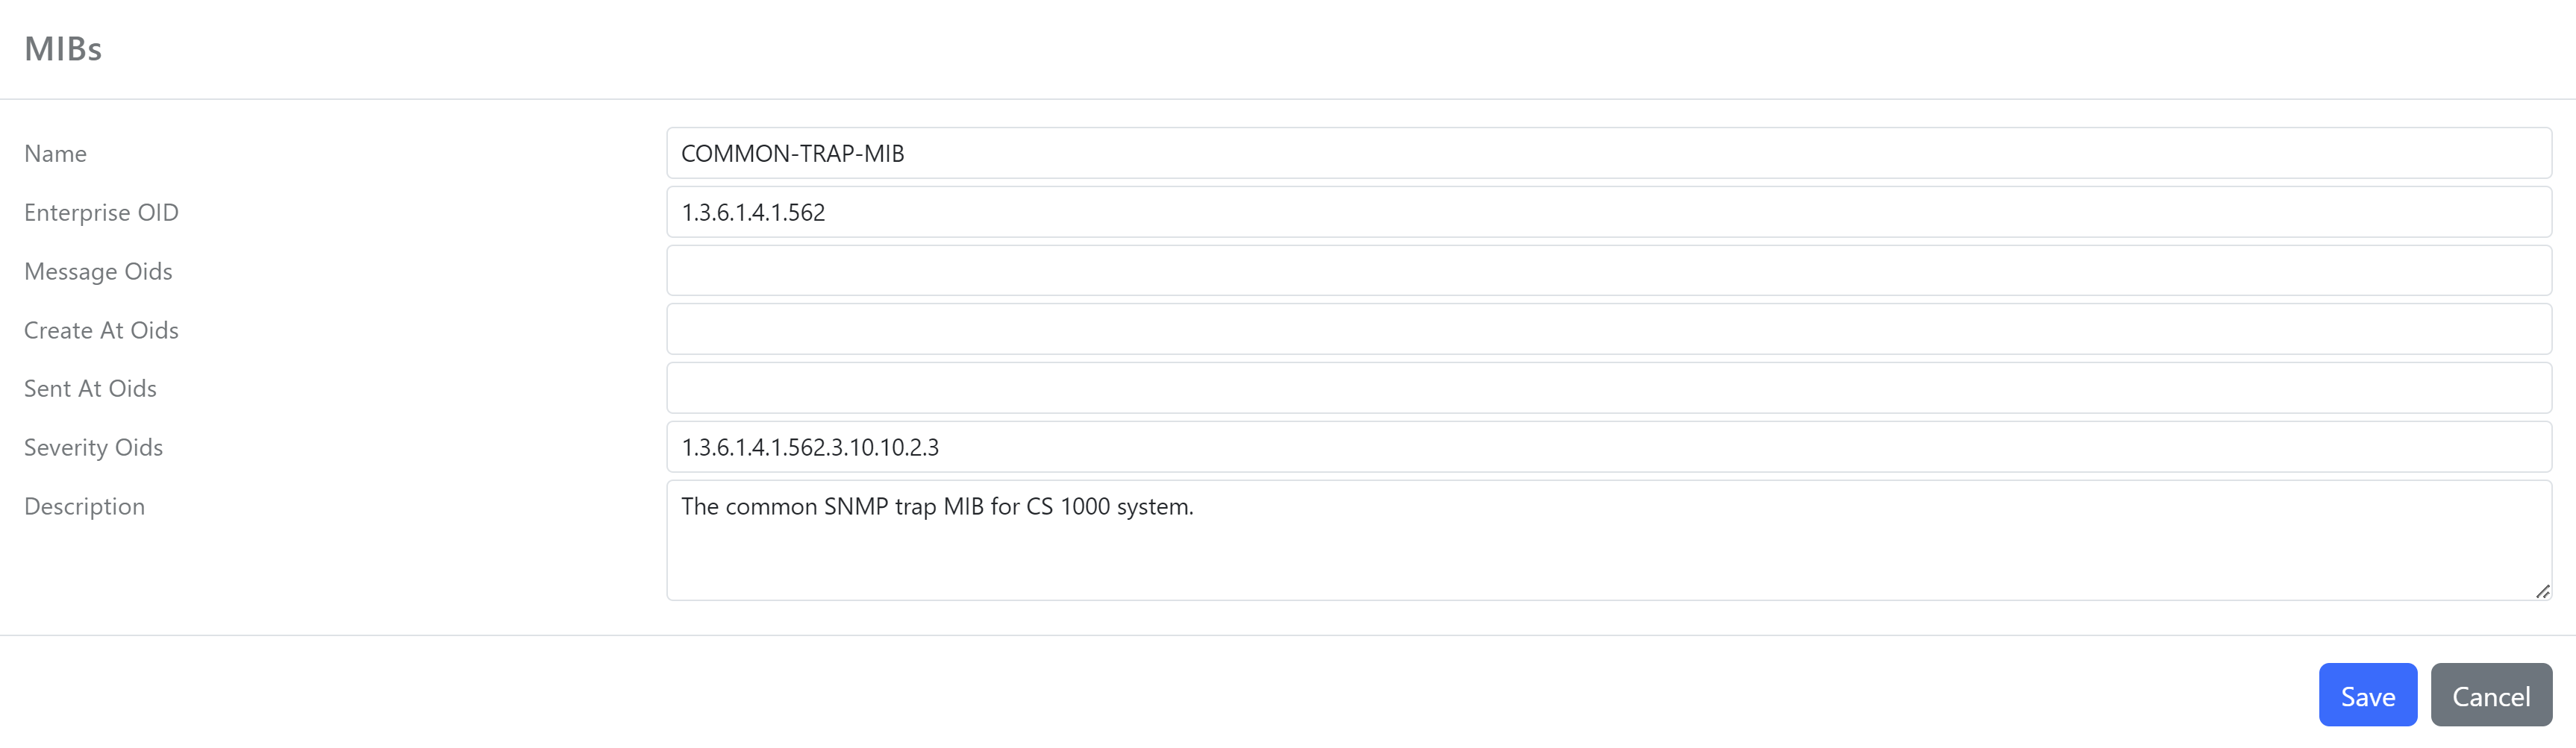 MIBs
Name
COMMON-TRAP-MIB
Enterprise OID
1.3.6.1.4.1.562
Message Oids
Create At Oids
Sent At Oids
Severity Oids
1.3.6.1.4.1.562.3.10.10.2.3
Description
The common SNMP trap MIB for CS 1000 system.
Save
Cancel